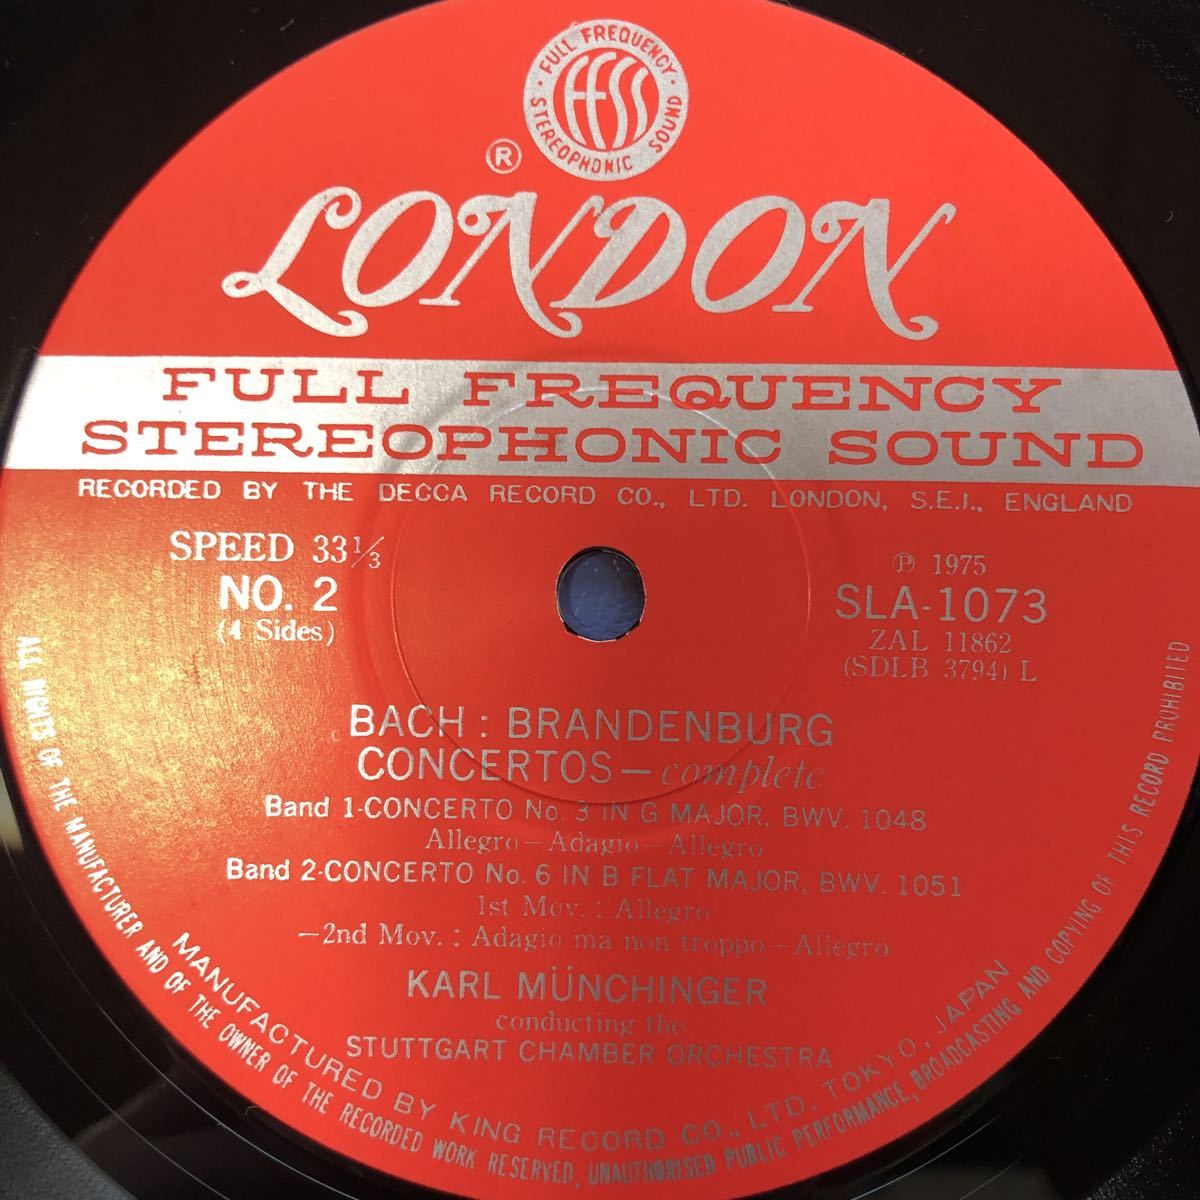 · FULL FREQUENCY ·
STEREOPHONIC SOUND
FFSS
®
LONDON
FULL FREQUENCY
STEREOPHONIC SOUND
RECORDED BY THE DECCA RECORD CO., LTD. LONDON, S.E.I., ENGLAND
SPEED 33 1/3
NO. 2
(4 Sides)
Ⓟ 1975
SLA-1073
ZAL 11862
(SDLB 3794) L
BACH : BRANDENBURG
CONCERTOS — complete
Band 1-CONCERTO No. 3 IN G MAJOR, BWV. 1048
Allegro — Adagio — Allegro
Band 2-CONCERTO No. 6 IN B FLAT MAJOR, BWV. 1051
1st Mov. : Allegro
—2nd Mov. : Adagio ma non troppo — Allegro
KARL MÜNCHINGER
conducting the
STUTTGART CHAMBER ORCHESTRA
MANUFACTURED BY KING RECORD CO., LTD. TOKYO, JAPAN
ALL RIGHTS OF THE MANUFACTURER AND OF THE OWNER OF THE RECORDED WORK RESERVED, UNAUTHORISED PUBLIC PERFORMANCE, BROADCASTING AND COPYING OF THIS RECORD PROHIBITED